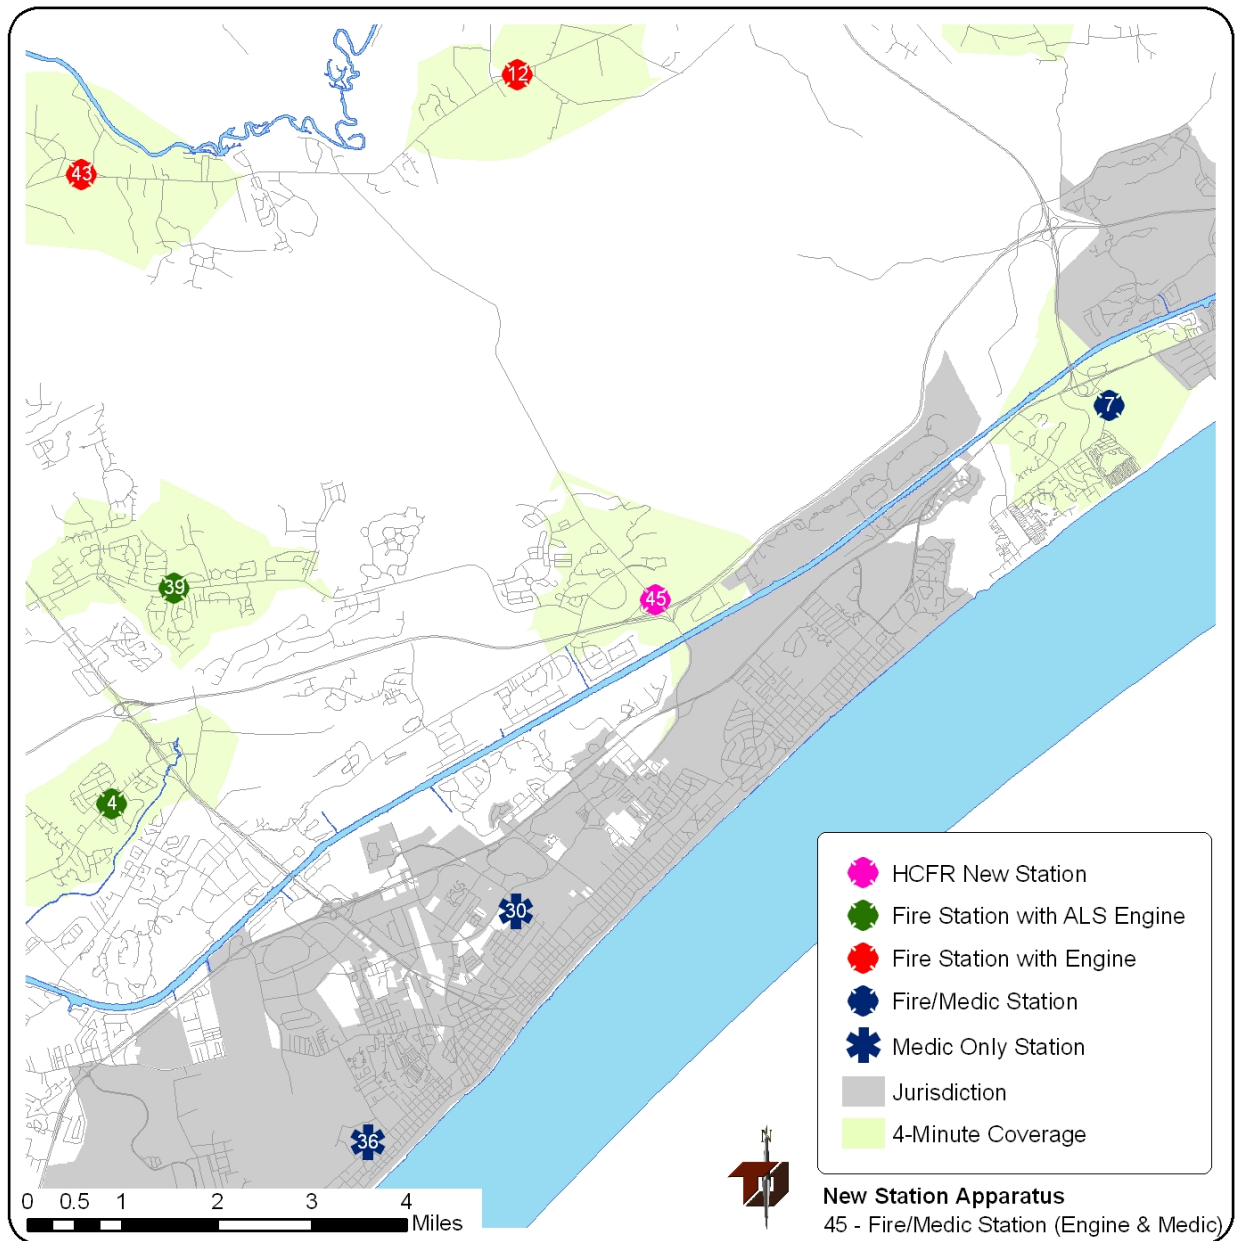 12
43
7
39
45
4
30
36
HCFR New Station
Fire Station with ALS Engine
Fire Station with Engine
Fire/Medic Station
Medic Only Station
Jurisdiction
4-Minute Coverage
N
New Station Apparatus
45 - Fire/Medic Station (Engine & Medic)
0 0.5 1 2 3 4
Miles